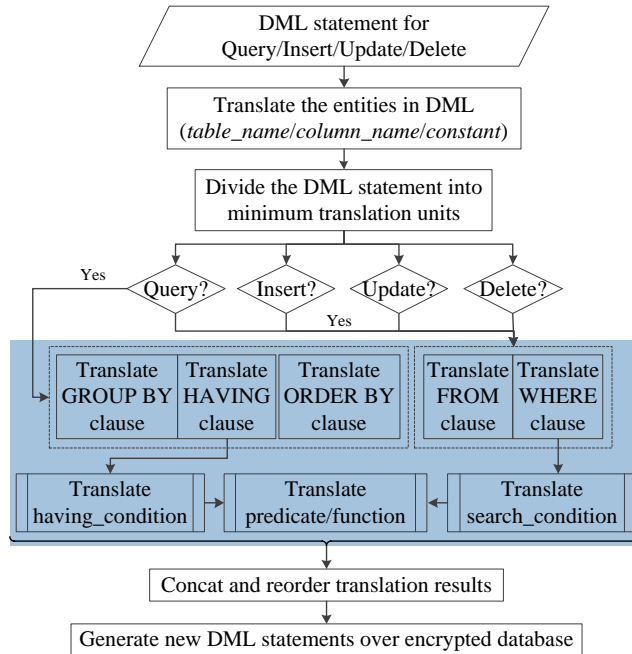 DML statement for
Query/Insert/Update/Delete
Translate the entities in DML
(table_name/column_name/constant)
Divide the DML statement into
minimum translation units
Yes
Query?
Insert?
Update?
Delete?
Yes
Translate
GROUP BY
clause
Translate
HAVING
clause
Translate
ORDER BY
clause
Translate
FROM
clause
Translate
WHERE
clause
Translate
having_condition
Translate
predicate/function
Translate
search_condition
Concat and reorder translation results
Generate new DML statements over encrypted database